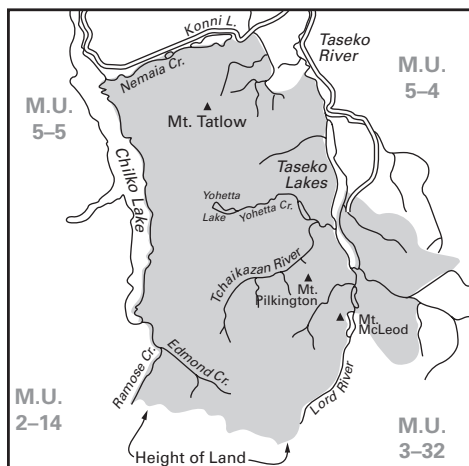 Konni L.
Taseko
River
M.U.
5–4
Nemaia Cr.
M.U.
5–5
Mt. Tatlow
Chilko Lake
Taseko
Lakes
Yohetta
Lake
Yohetta Cr.
Tchaikazan River
Mt.
Pilkington
Mt.
McLeod
Ramose Cr.
Edmond Cr.
Lord River
M.U.
2–14
M.U.
3–32
Height of Land